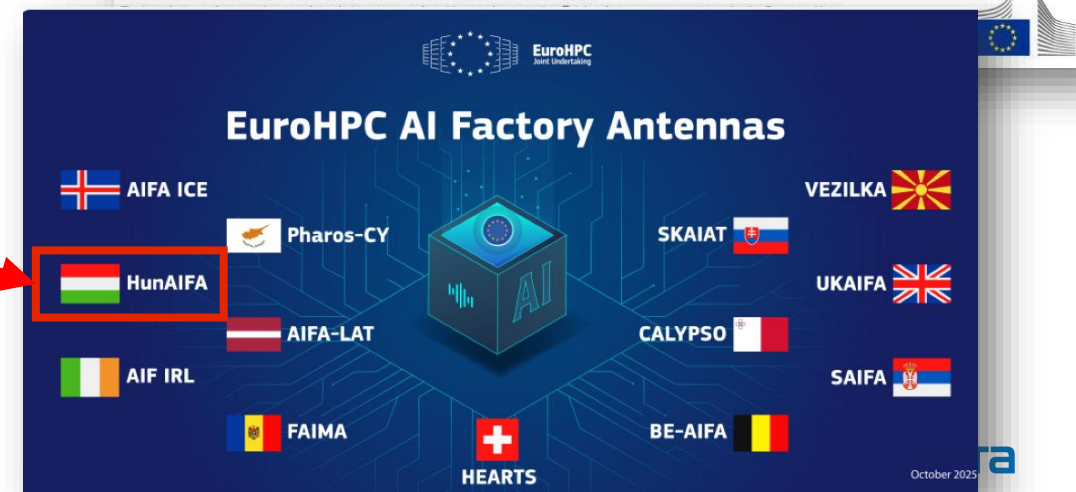 EuroHPC
Joint Undertaking
EuroHPC AI Factory Antennas
AIFA ICE
VEZILKA
Pharos-CY
SKAIAT
HunAIFA
UKAIFA
AI
AIFA-LAT
CALYPSO
AIF IRL
SAIFA
FAIMA
BE-AIFA
HEARTS
October 2025